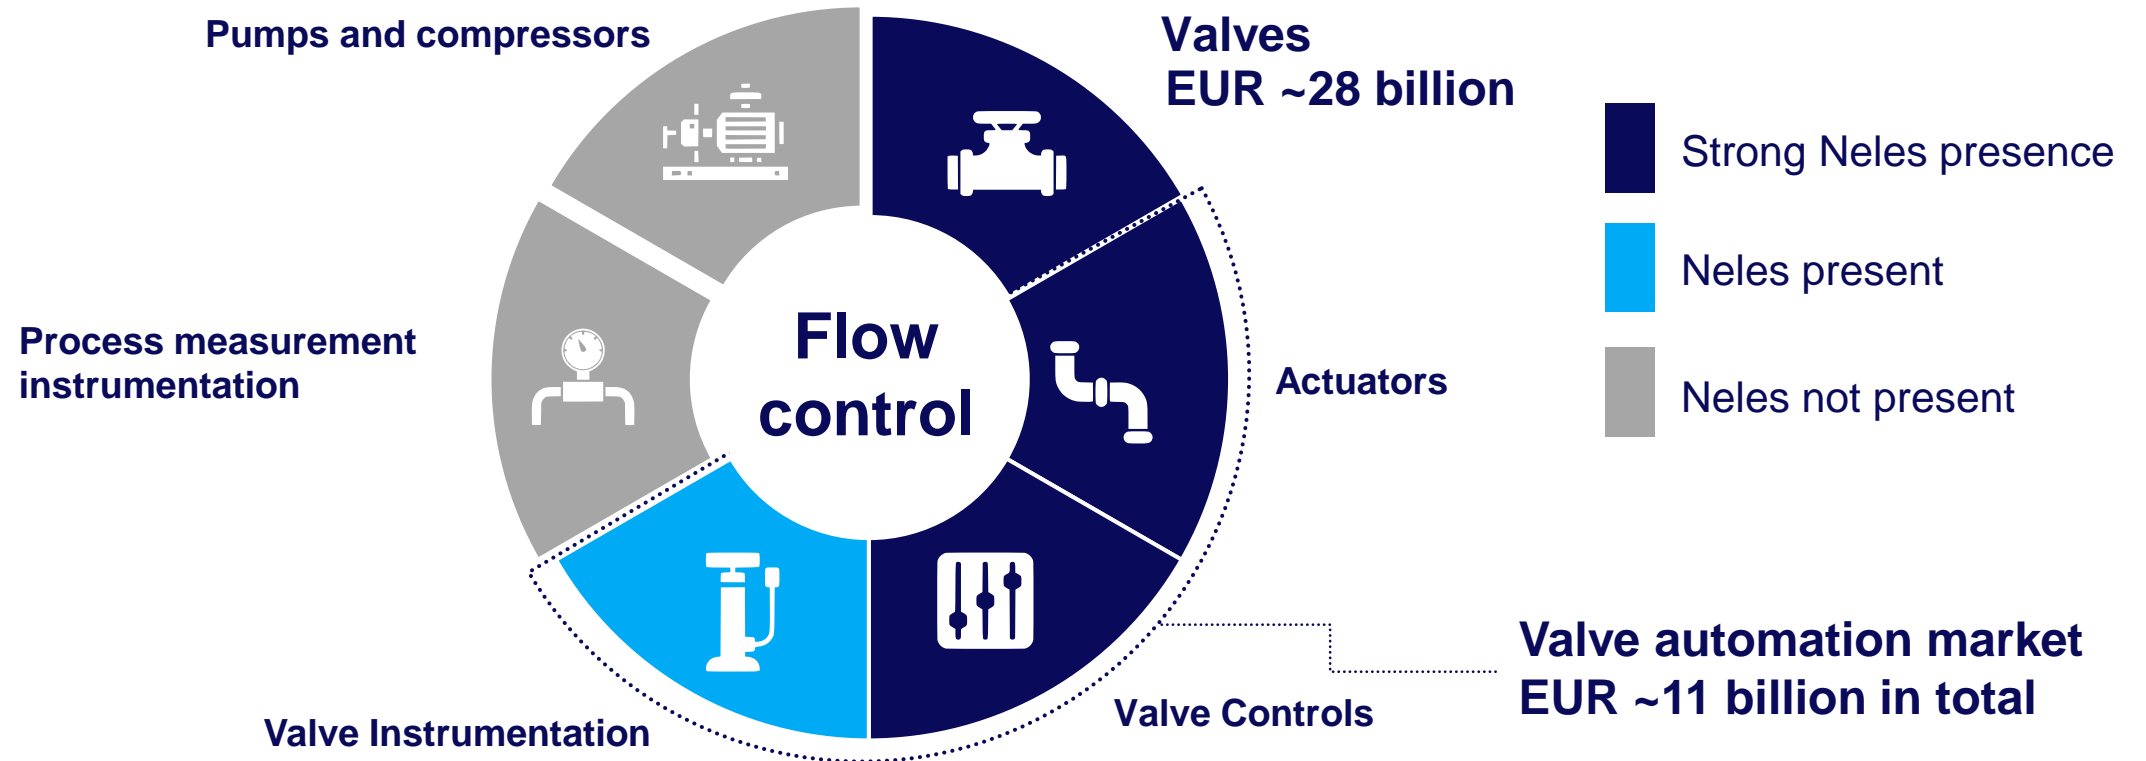 Pumps and compressors
Valves
EUR ~28 billion
Strong Neles presence
Neles present
Neles not present
Process measurement
instrumentation
Flow
control
Actuators
Valve automation market
EUR ~11 billion in total
Valve Controls
Valve Instrumentation